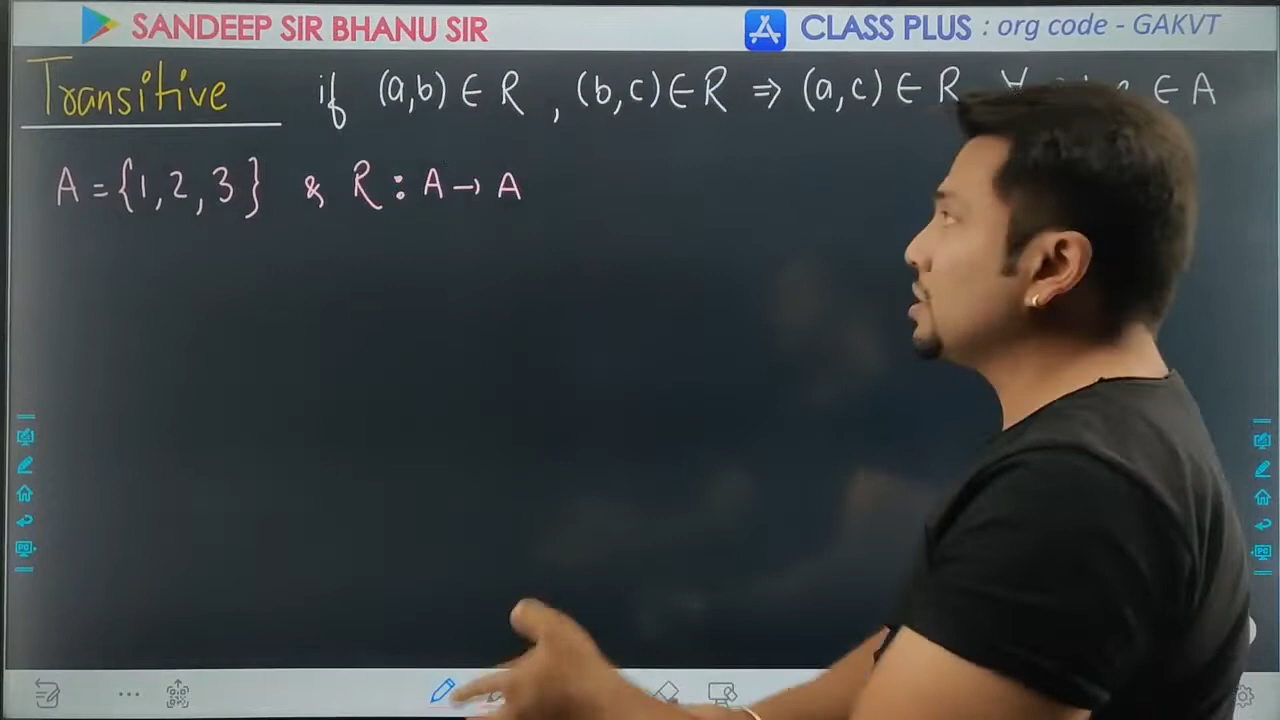 SANDEEP SIR BHANU SIR
CLASS PLUS : org code - GAKVT
Transitive if (a,b) ∈ R , (b,c) ∈ R ⇒ (a,c) ∈ R ∀ ∈ A
A = {1, 2, 3} & R : A → A